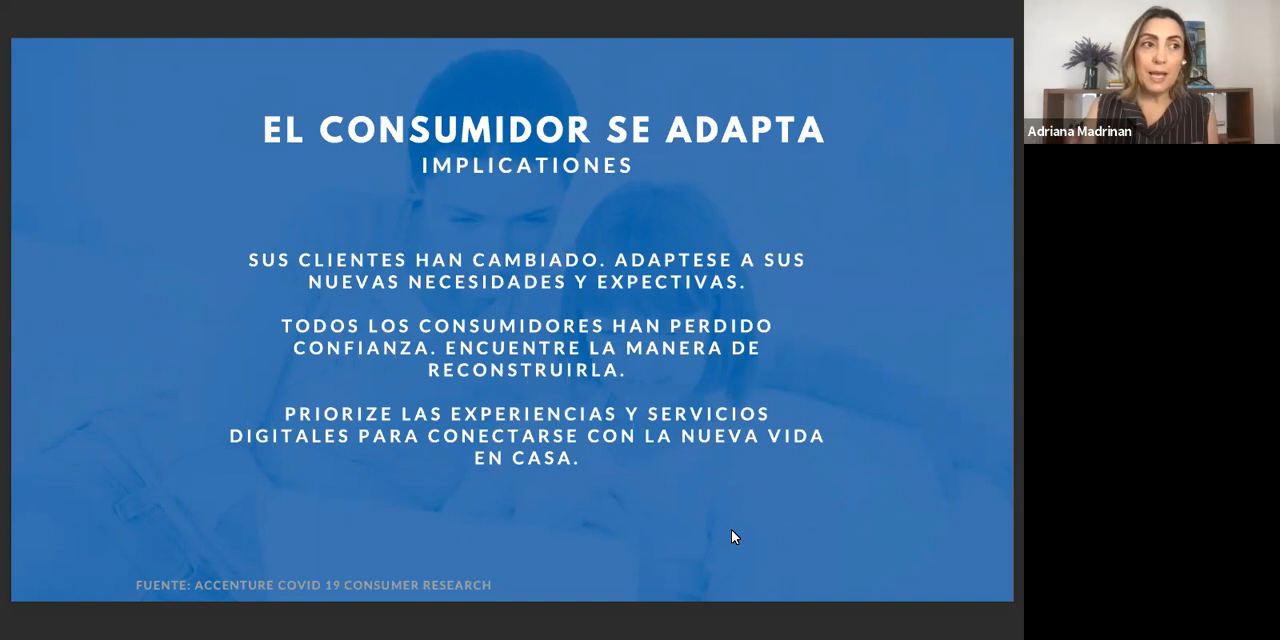 EL CONSUMIDOR SE ADAPTA
IMPLICATIONES
SUS CLIENTES HAN CAMBIADO. ADAPTESE A SUS
NUEVAS NECESIDADES Y EXPECTIVAS.
TODOS LOS CONSUMIDORES HAN PERDIDO
CONFIANZA. ENCUENTRE LA MANERA DE
RECONSTRUIRLA.
PRIORIZE LAS EXPERIENCIAS Y SERVICIOS
DIGITALES PARA CONECTARSE CON LA NUEVA VIDA
EN CASA.
FUENTE: ACCENTURE COVID 19 CONSUMER RESEARCH
Adriana Madrinan